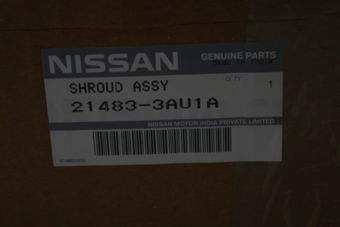 NISSAN GENUINE PARTS
SHROUD ASSY
Q'TY 1
21483-3AU1A
NISSAN MOTOR INDIA PRIVATE LIMITED